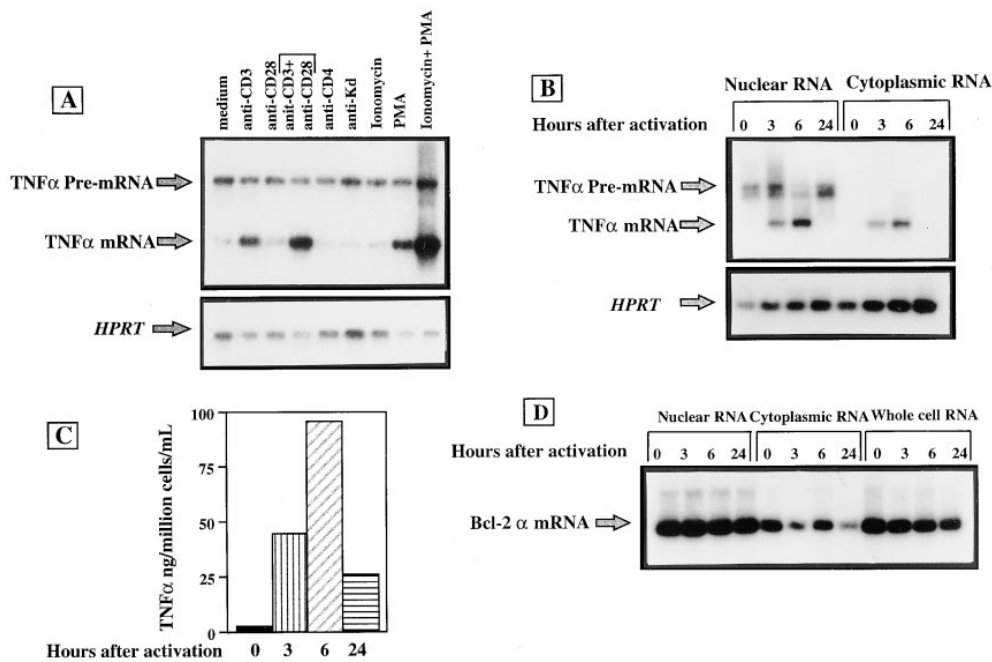 A
medium
anti-CD3
anti-CD28
anit-CD3+
anti-CD28
anti-CD4
anti-Kd
Ionomycin
PMA
Ionomycin+ PMA
TNFα Pre-mRNA
TNFα mRNA
HPRT
B
Nuclear RNA Cytoplasmic RNA
Hours after activation 0 3 6 24 0 3 6 24
TNFα Pre-mRNA
TNFα mRNA
HPRT
C
TNFα ng/million cells/mL
100
75
50
25
0
Hours after activation 0 3 6 24
D
Nuclear RNA Cytoplasmic RNA Whole cell RNA
Hours after activation 0 3 6 24 0 3 6 24 0 3 6 24
Bcl-2 α mRNA